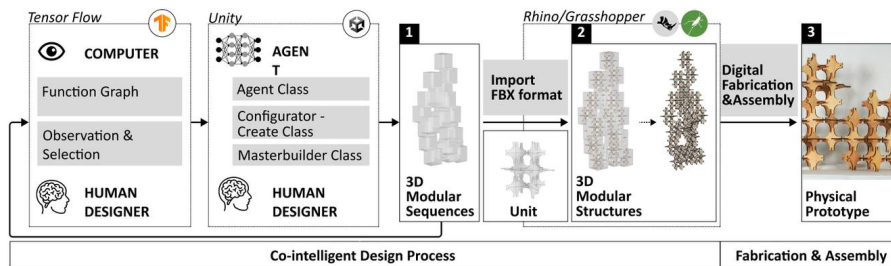 Tensor Flow
COMPUTER
Function Graph
Observation &
Selection
HUMAN
DESIGNER
Unity
AGEN
T
Agent Class
Configurator -
Create Class
Masterbuilder Class
HUMAN
DESIGNER
1
3D
Modular
Sequences
Import
FBX format
Unit
Rhino/Grasshopper
2
3D
Modular
Structures
Digital
Fabrication
&Assembly
3
Physical
Prototype
Co-intelligent Design Process
Fabrication & Assembly